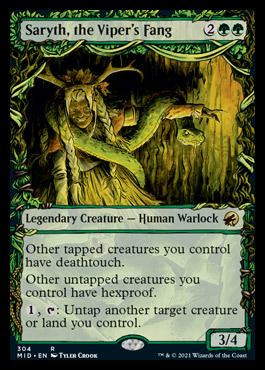 Saryth, the Viper's Fang 2
Legendary Creature — Human Warlock
Other tapped creatures you control
have deathtouch.
Other untapped creatures you
control have hexproof.
1, : Untap another target creature
or land you control.
3/4
304 R
MID • EN Tyler Crook
™ & © 2021 Wizards of the Coast